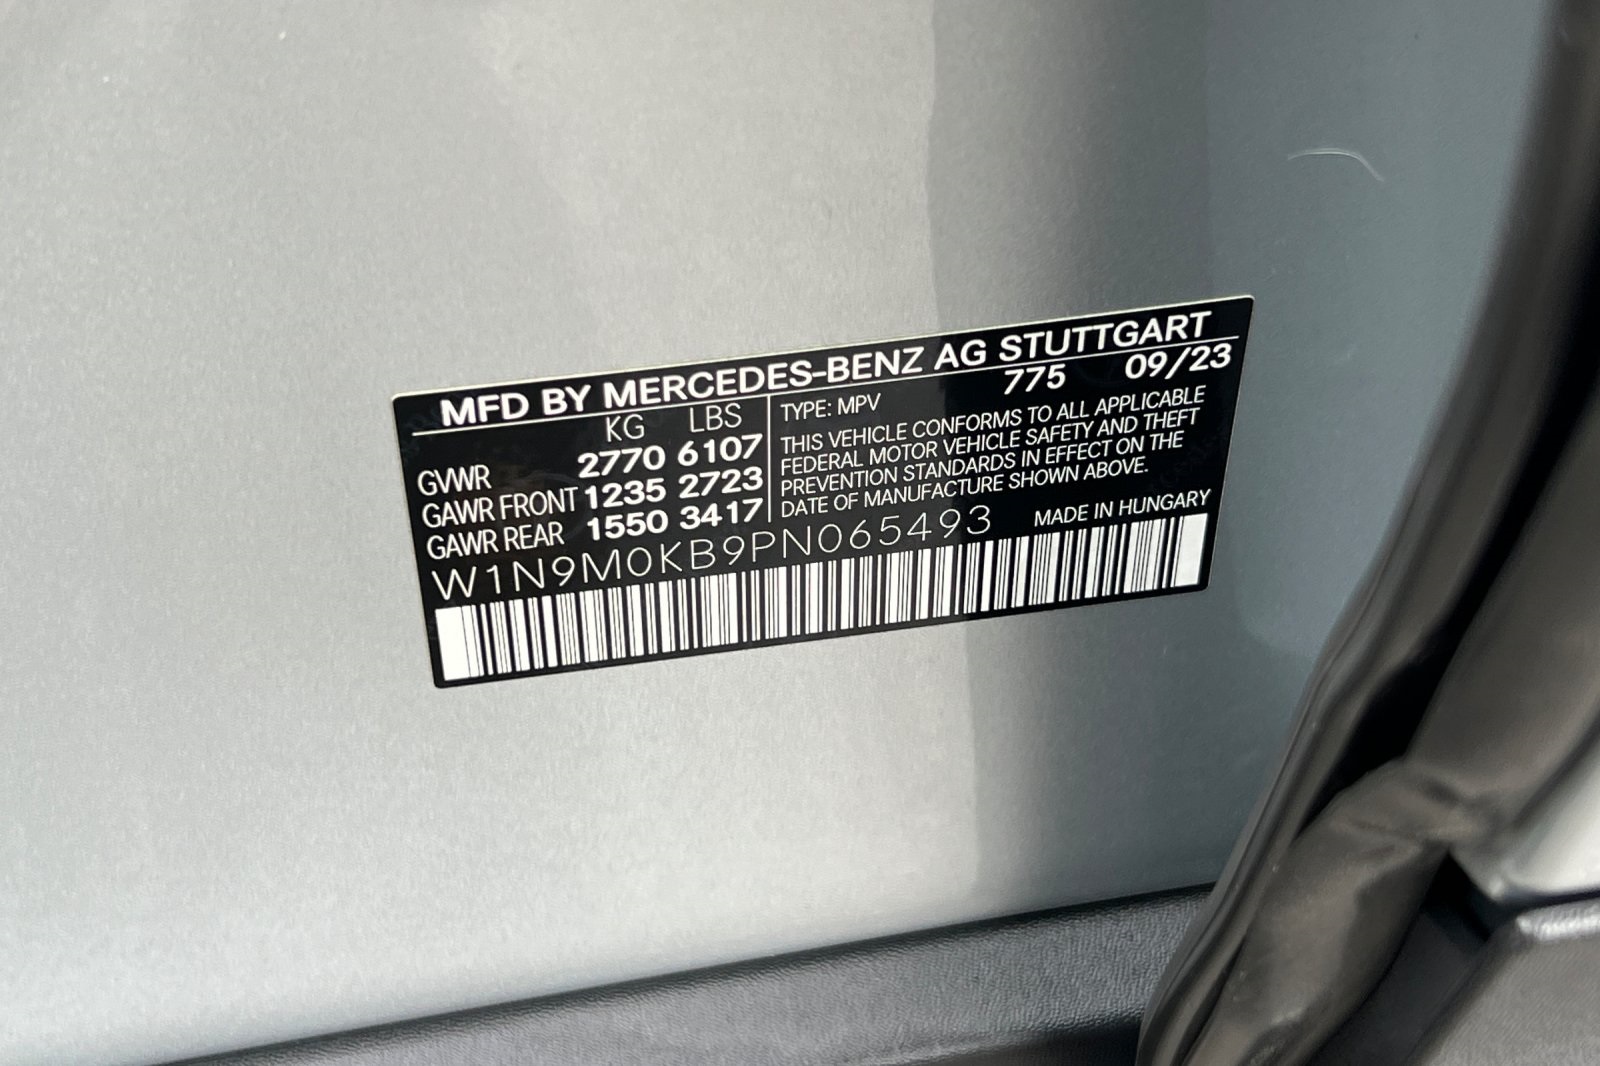 MFD BY MERCEDES-BENZ AG STUTTGART
KG LBS
GVWR 2770 6107
GAWR FRONT 1235 2723
GAWR REAR 1550 3417
775 09/23
TYPE: MPV
THIS VEHICLE CONFORMS TO ALL APPLICABLE
FEDERAL MOTOR VEHICLE SAFETY AND THEFT
PREVENTION STANDARDS IN EFFECT ON THE
DATE OF MANUFACTURE SHOWN ABOVE.
W1N9M0KB9PN065493
MADE IN HUNGARY